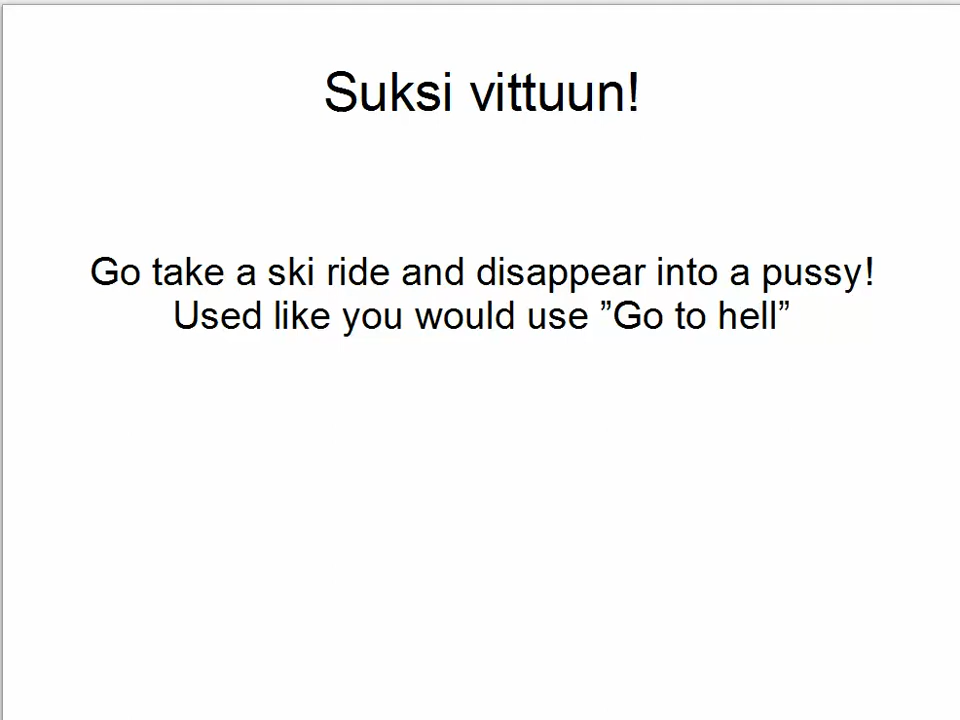 Suksi vittuun!
Go take a ski ride and disappear into a pussy!
Used like you would use ”Go to hell”